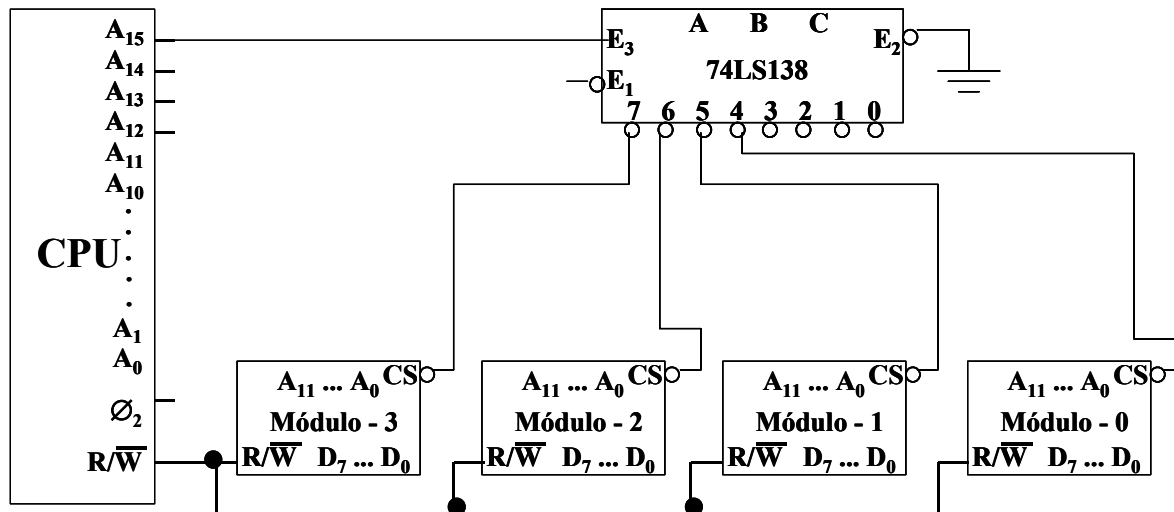 A15
A14
A13
A12
A11
A10
CPU
A1
A0
Ø2
R/W̅
A B C
E3
E2
74LS138
E1
7 6 5 4 3 2 1 0
A11 ... A0 CS
Módulo - 3
R/W̅ D7 ... D0
A11 ... A0 CS
Módulo - 2
R/W̅ D7 ... D0
A11 ... A0 CS
Módulo - 1
R/W̅ D7 ... D0
A11 ... A0 CS
Módulo - 0
R/W̅ D7 ... D0